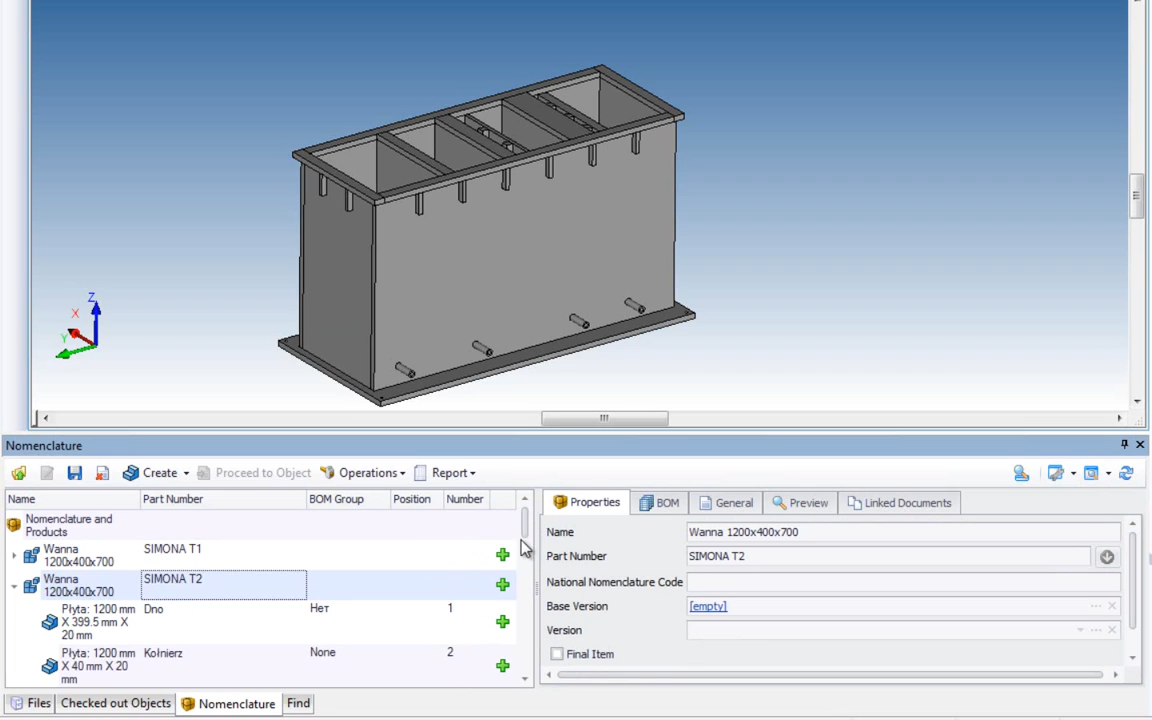 Z
X
Y
Nomenclature
Create
Proceed to Object
Operations
Report
Name
Part Number
BOM Group
Position
Number
Nomenclature and
Products
Wanna
1200x400x700
SIMONA T1
Wanna
1200x400x700
SIMONA T2
Płyta: 1200 mm
X 399.5 mm X
20 mm
Dno
Нет
1
Płyta: 1200 mm
X 40 mm X 20
mm
Kołnierz
None
2
Properties
BOM
General
Preview
Linked Documents
Name
Wanna 1200x400x700
Part Number
SIMONA T2
National Nomenclature Code
Base Version
[empty]
Version
Final Item
Files
Checked out Objects
Nomenclature
Find